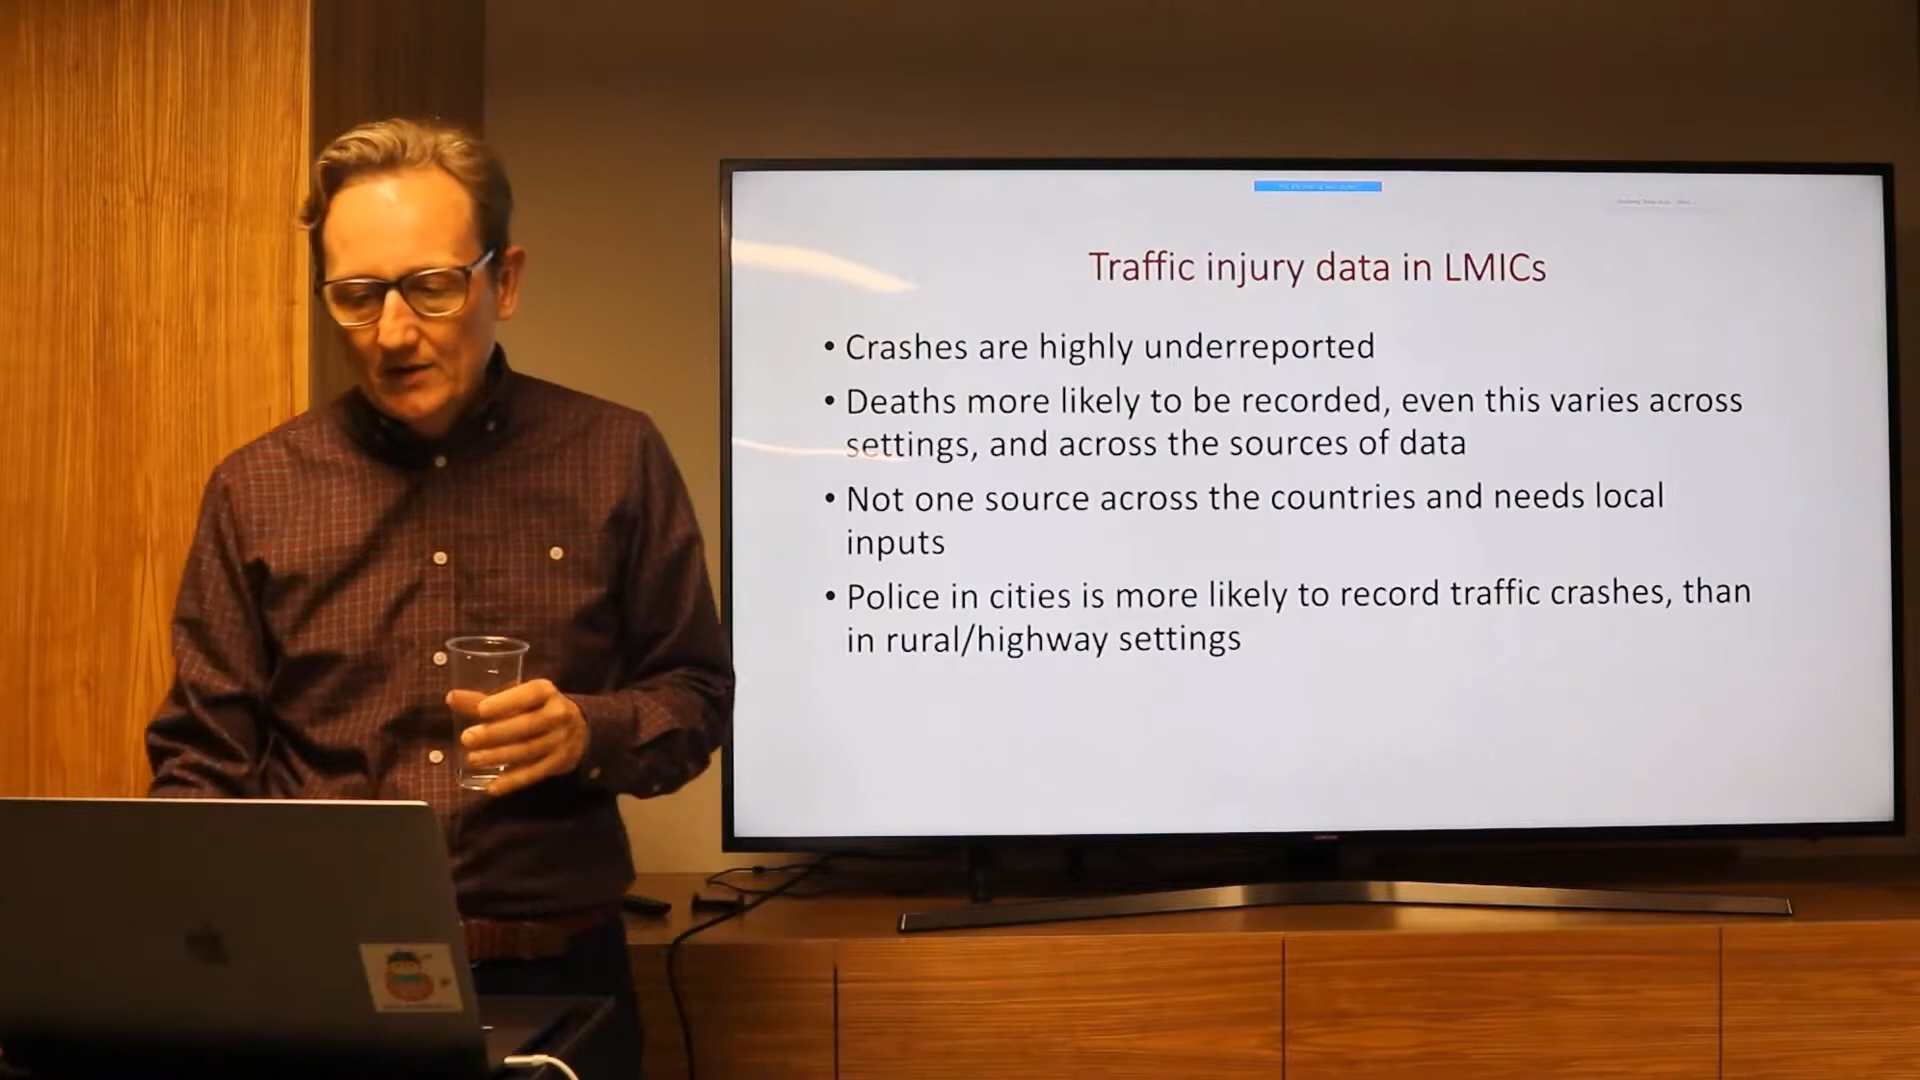 Traffic injury data in LMICs
• Crashes are highly underreported
• Deaths more likely to be recorded, even this varies across
settings, and across the sources of data
• Not one source across the countries and needs local
inputs
• Police in cities is more likely to record traffic crashes, than
in rural/highway settings